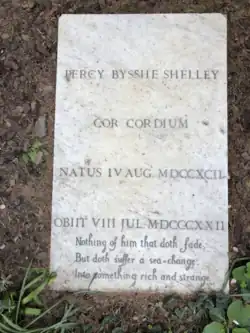 PERCY BYSSHE SHELLEY
COR CORDIUM
NATUS IV AUG. MDCCXCII
OBIIT VIII JUL. MDCCCXXII
Nothing of him that doth fade,
But doth suffer a sea-change
Into something rich and strange.